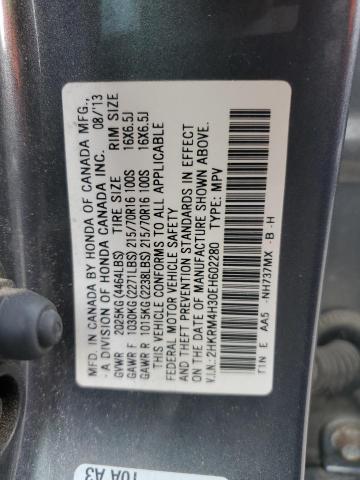 MFD. IN CANADA BY HONDA OF CANADA MFG.,
- A DIVISION OF HONDA CANADA INC. 08/13
GVWR 2025KG(4464LBS) TIRE SIZE RIM SIZE
GAWR F 1030KG(2271LBS)215/70R16 100S 16X6.5J
GAWR R 1015KG(2238LBS)215/70R16 100S 16X6.5J
THIS VEHICLE CONFORMS TO ALL APPLICABLE
FEDERAL MOTOR VEHICLE SAFETY
AND THEFT PREVENTION STANDARDS IN EFFECT
ON THE DATE OF MANUFACTURE SHOWN ABOVE.
V.I.N.:2HKRM4H30EH602280 TYPE: MPV
T1N E AA5 NH737MX -B -H
10A A3